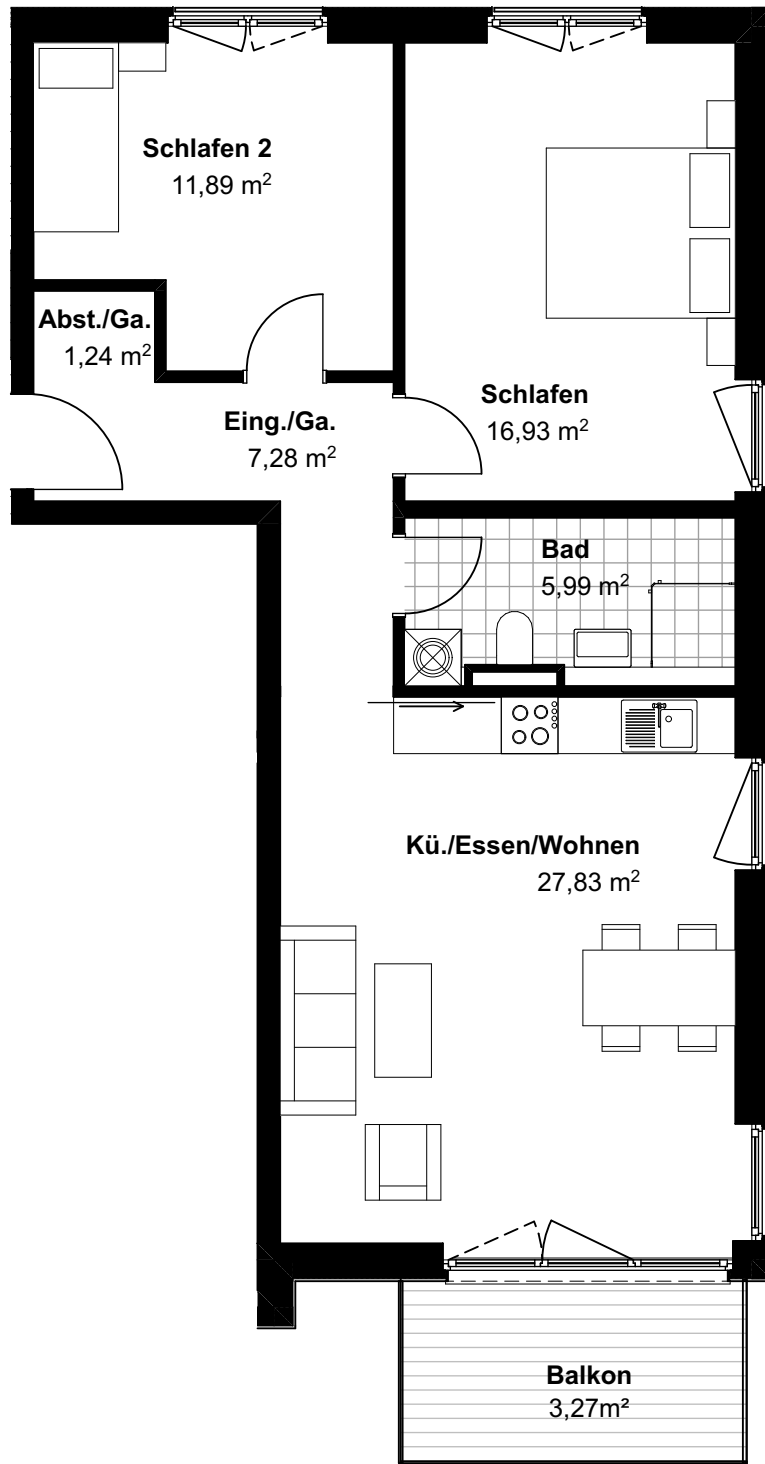 Schlafen 2
11,89 m²
Abst./Ga.
1,24 m²
Eing./Ga.
7,28 m²
Schlafen
16,93 m²
Bad
5,99 m²
Kü./Essen/Wohnen
27,83 m²
Balkon
3,27m²